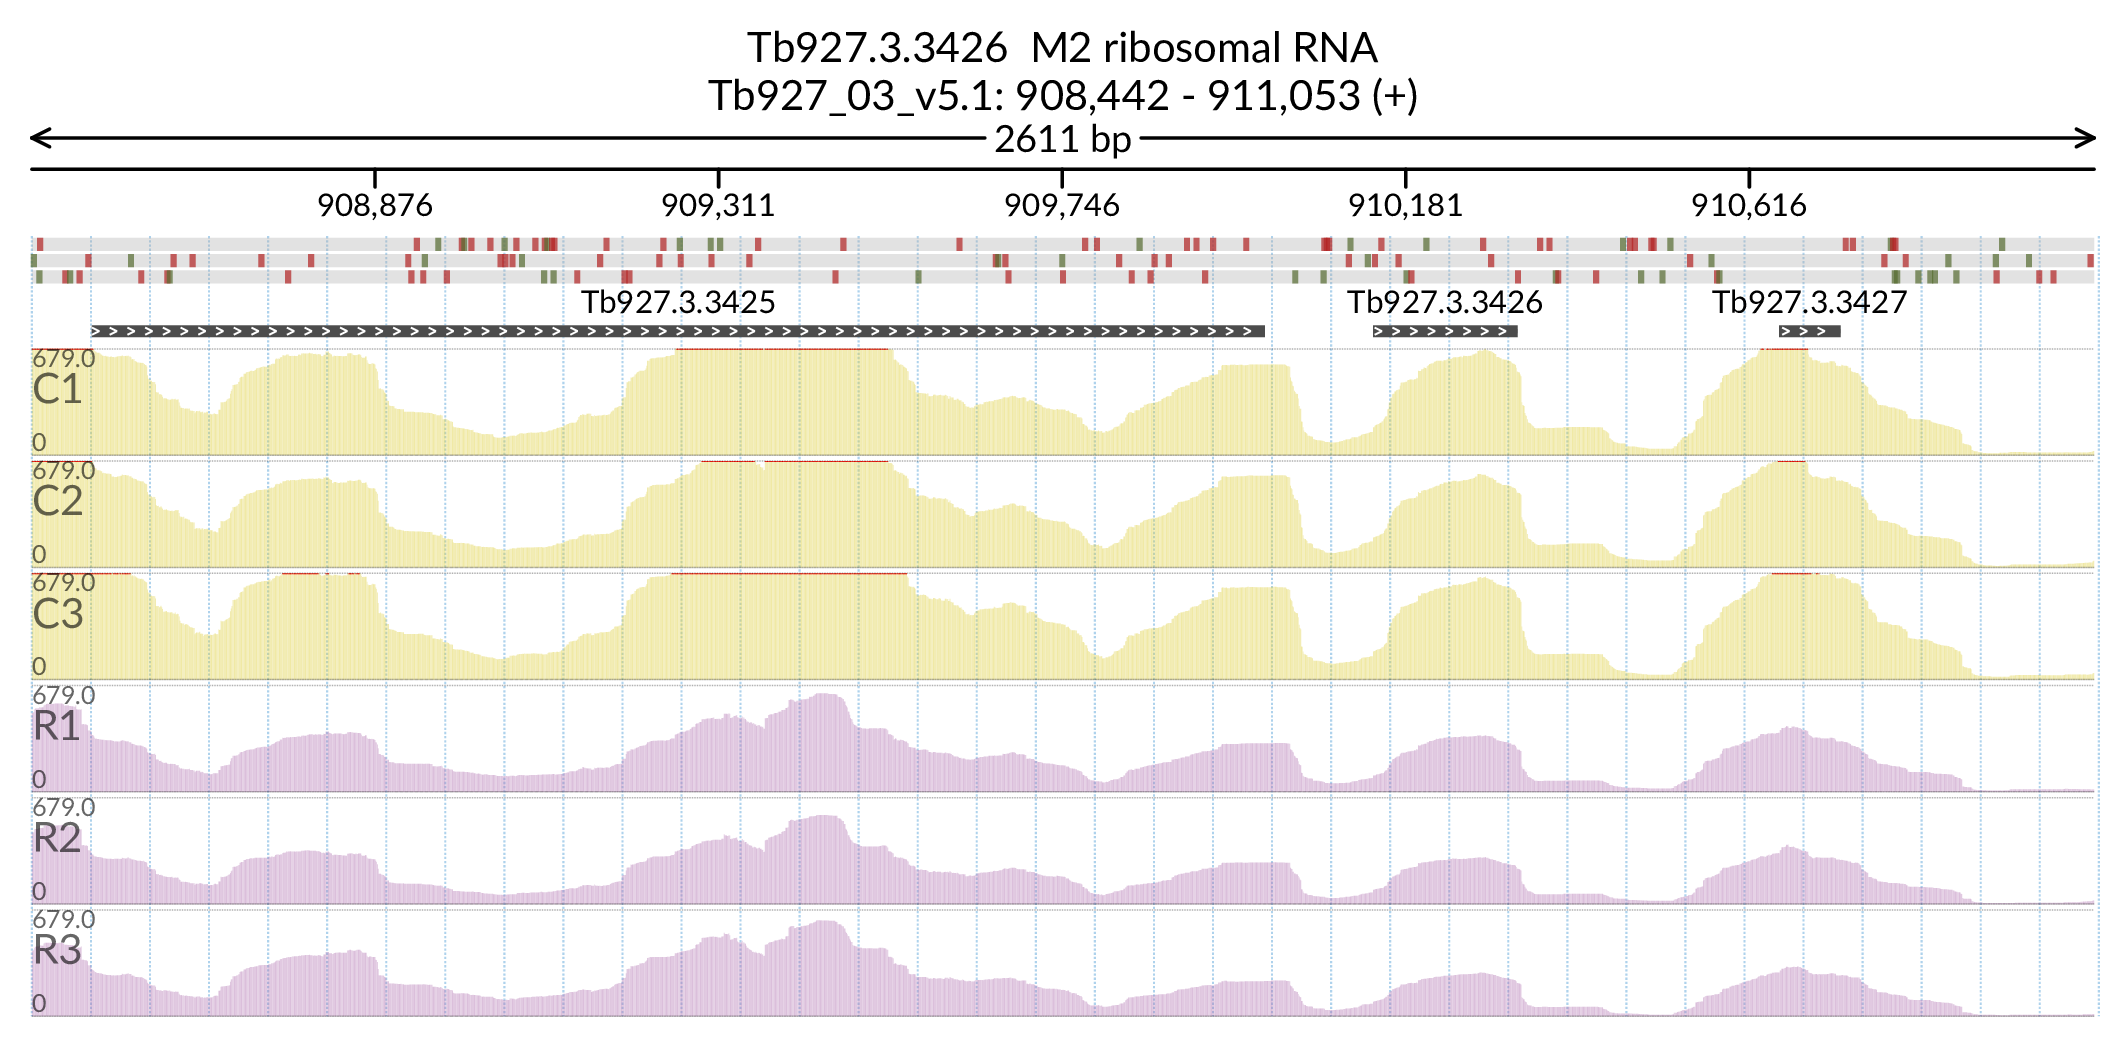 Tb927.3.3426  M2 ribosomal RNA
Tb927_03_v5.1: 908,442 - 911,053 (+)
2611 bp
908,876 909,311 909,746 910,181 910,616
Tb927.3.3425 Tb927.3.3426 Tb927.3.3427
679.0
C1
0
679.0
C2
0
679.0
C3
0
679.0
R1
0
679.0
R2
0
679.0
R3
0